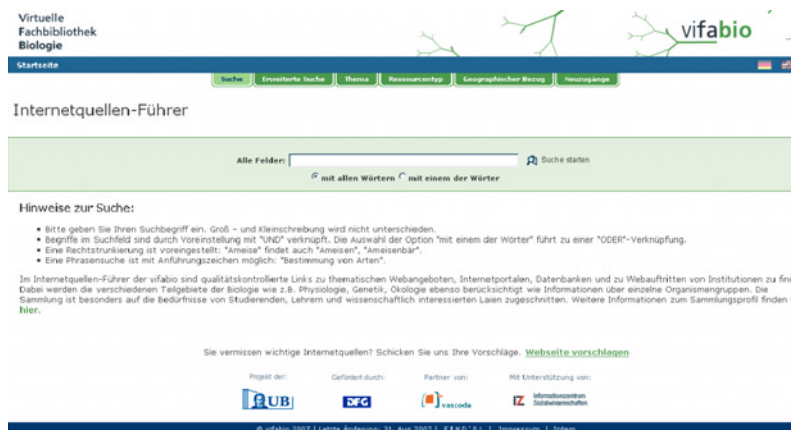 Virtuelle
Fachbibliothek
Biologie
vifabio
Startseite
Suche Erweiterte Suche Thema Ressourcentyp Geographischer Bezug Neuzugänge
Internetquellen-Führer
Alle Felder: Suche starten
mit allen Wörtern mit einem der Wörter
Hinweise zur Suche:
• Bitte geben Sie Ihren Suchbegriff ein. Groß - und Kleinschreibung wird nicht unterschieden.
• Begriffe im Suchfeld sind durch Voreinstellung mit "UND" verknüpft. Die Auswahl der Option "mit einem der Wörter" führt zu einer "ODER"-Verknüpfung.
• Eine Rechtstrunkierung ist voreingestellt: "Ameise" findet auch "Ameisen", "Ameisenbär".
• Eine Phrasensuche ist mit Anführungszeichen möglich: "Bestimmung von Arten".
Im Internetquellen-Führer der vifabio sind qualitätskontrollierte Links zu thematischen Webangeboten, Internetportalen, Datenbanken und zu Webauftritten von Institutionen zu fin
Dabei werden die verschiedenen Teilgebiete der Biologie wie z.B. Physiologie, Genetik, Ökologie ebenso berücksichtigt wie Informationen über einzelne Organismengruppen. Die
Sammlung ist besonders auf die Bedürfnisse von Studierenden, Lehrern und wissenschaftlich interessierten Laien zugeschnitten. Weitere Informationen zum Sammlungsprofil finden
hier.
Sie vermissen wichtige Internetquellen? Schicken Sie uns Ihre Vorschläge. Webseite vorschlagen
Projekt der: Gefördert durch: Partner von: Mit Unterstützung von:
UB DFG vascoda IZ Informationszentrum
Sozialwissenschaften
© vifabio 2007 | Letzte Änderung: 31. Aug 2007 | | Impressum | Intern